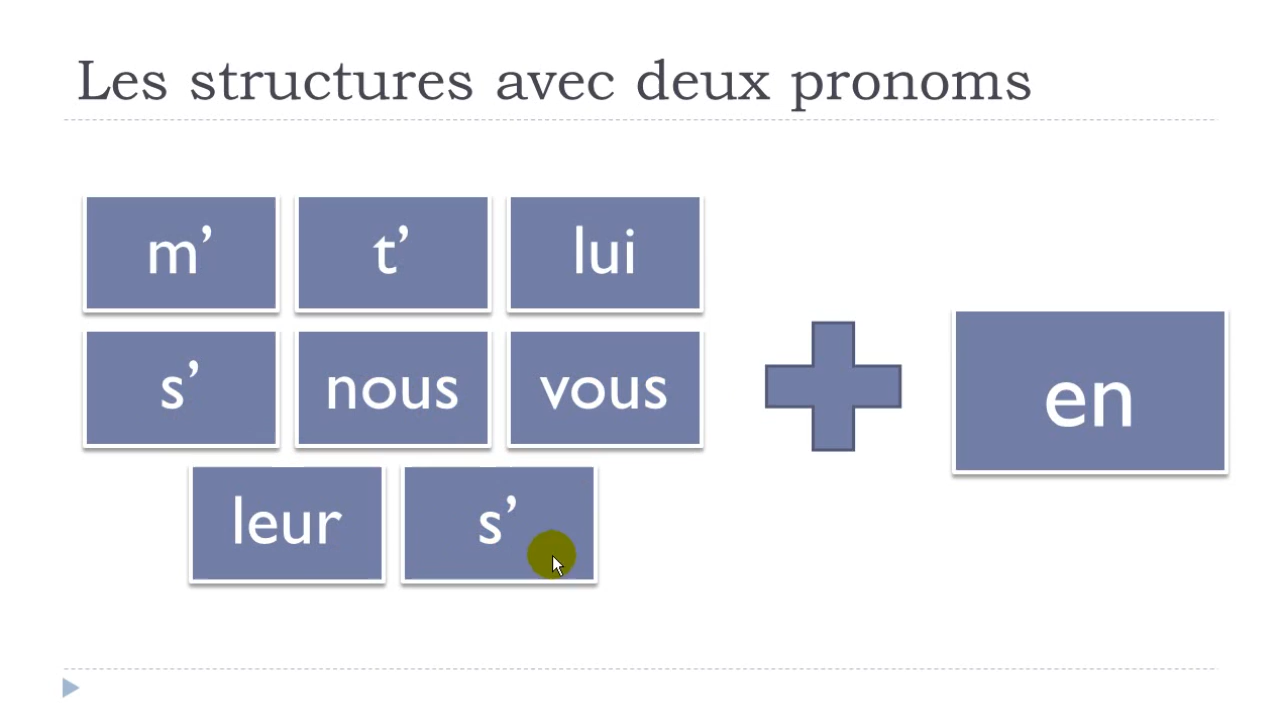 Les structures avec deux pronoms
m’ t’ lui
s’ nous vous
en
leur s’